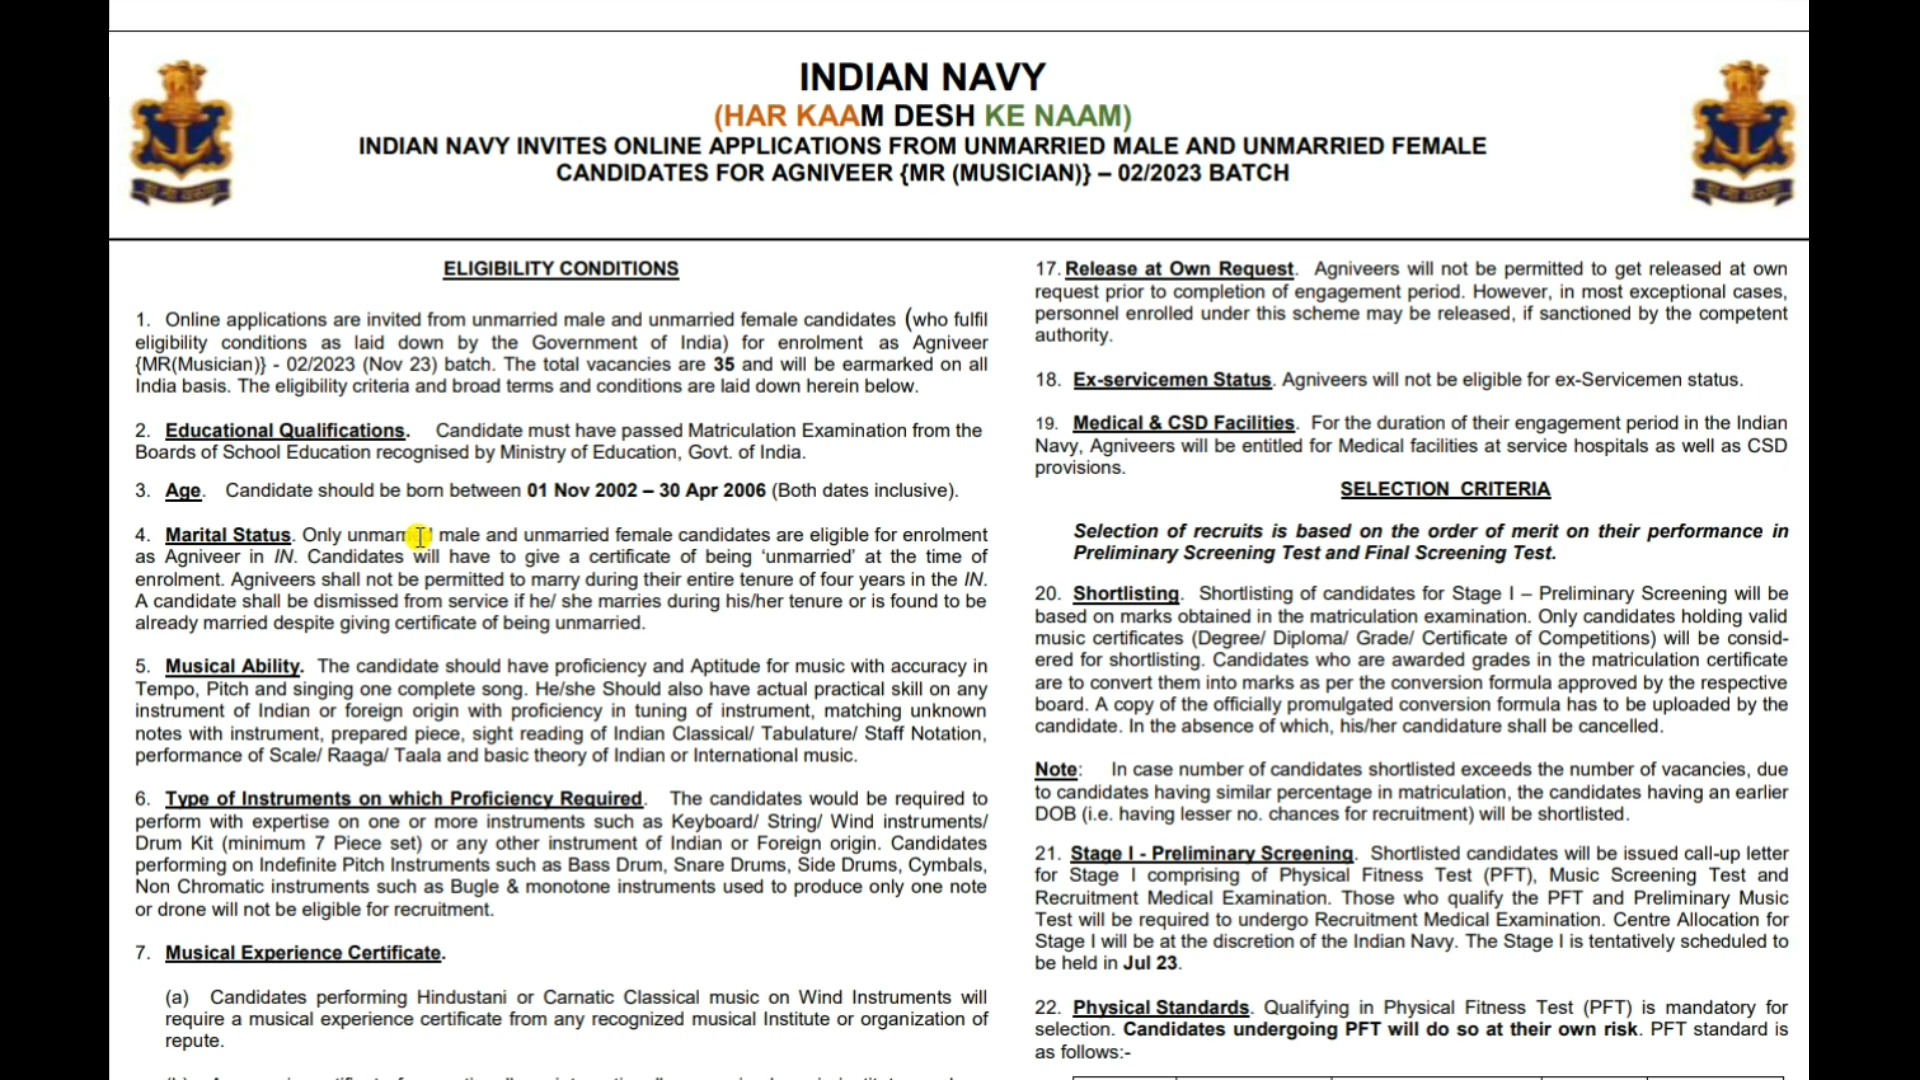 INDIAN NAVY
(HAR KAAM DESH KE NAAM)
INDIAN NAVY INVITES ONLINE APPLICATIONS FROM UNMARRIED MALE AND UNMARRIED FEMALE
CANDIDATES FOR AGNIVEER {MR (MUSICIAN)} – 02/2023 BATCH
ELIGIBILITY CONDITIONS
1. Online applications are invited from unmarried male and unmarried female candidates (who fulfil
eligibility conditions as laid down by the Government of India) for enrolment as Agniveer
{MR(Musician)} - 02/2023 (Nov 23) batch. The total vacancies are 35 and will be earmarked on all
India basis. The eligibility criteria and broad terms and conditions are laid down herein below.
2. Educational Qualifications. Candidate must have passed Matriculation Examination from the
Boards of School Education recognised by Ministry of Education, Govt. of India.
3. Age. Candidate should be born between 01 Nov 2002 – 30 Apr 2006 (Both dates inclusive).
4. Marital Status. Only unmarried male and unmarried female candidates are eligible for enrolment
as Agniveer in IN. Candidates will have to give a certificate of being ‘unmarried’ at the time of
enrolment. Agniveers shall not be permitted to marry during their entire tenure of four years in the IN.
A candidate shall be dismissed from service if he/ she marries during his/her tenure or is found to be
already married despite giving certificate of being unmarried.
5. Musical Ability. The candidate should have proficiency and Aptitude for music with accuracy in
Tempo, Pitch and singing one complete song. He/she Should also have actual practical skill on any
instrument of Indian or foreign origin with proficiency in tuning of instrument, matching unknown
notes with instrument, prepared piece, sight reading of Indian Classical/ Tabulature/ Staff Notation,
performance of Scale/ Raaga/ Taala and basic theory of Indian or International music.
6. Type of Instruments on which Proficiency Required. The candidates would be required to
perform with expertise on one or more instruments such as Keyboard/ String/ Wind instruments/
Drum Kit (minimum 7 Piece set) or any other instrument of Indian or Foreign origin. Candidates
performing on Indefinite Pitch Instruments such as Bass Drum, Snare Drums, Side Drums, Cymbals,
Non Chromatic instruments such as Bugle & monotone instruments used to produce only one note
or drone will not be eligible for recruitment.
7. Musical Experience Certificate.
(a) Candidates performing Hindustani or Carnatic Classical music on Wind Instruments will
require a musical experience certificate from any recognized musical Institute or organization of
repute.
17. Release at Own Request. Agniveers will not be permitted to get released at own
request prior to completion of engagement period. However, in most exceptional cases,
personnel enrolled under this scheme may be released, if sanctioned by the competent
authority.
18. Ex-servicemen Status. Agniveers will not be eligible for ex-Servicemen status.
19. Medical & CSD Facilities. For the duration of their engagement period in the Indian
Navy, Agniveers will be entitled for Medical facilities at service hospitals as well as CSD
provisions.
SELECTION CRITERIA
Selection of recruits is based on the order of merit on their performance in
Preliminary Screening Test and Final Screening Test.
20. Shortlisting. Shortlisting of candidates for Stage I – Preliminary Screening will be
based on marks obtained in the matriculation examination. Only candidates holding valid
music certificates (Degree/ Diploma/ Grade/ Certificate of Competitions) will be consid-
ered for shortlisting. Candidates who are awarded grades in the matriculation certificate
are to convert them into marks as per the conversion formula approved by the respective
board. A copy of the officially promulgated conversion formula has to be uploaded by the
candidate. In the absence of which, his/her candidature shall be cancelled.
Note: In case number of candidates shortlisted exceeds the number of vacancies, due
to candidates having similar percentage in matriculation, the candidates having an earlier
DOB (i.e. having lesser no. chances for recruitment) will be shortlisted.
21. Stage I - Preliminary Screening. Shortlisted candidates will be issued call-up letter
for Stage I comprising of Physical Fitness Test (PFT), Music Screening Test and
Recruitment Medical Examination. Those who qualify the PFT and Preliminary Music
Test will be required to undergo Recruitment Medical Examination. Centre Allocation for
Stage I will be at the discretion of the Indian Navy. The Stage I is tentatively scheduled to
be held in Jul 23.
22. Physical Standards. Qualifying in Physical Fitness Test (PFT) is mandatory for
selection. Candidates undergoing PFT will do so at their own risk. PFT standard is
as follows:-